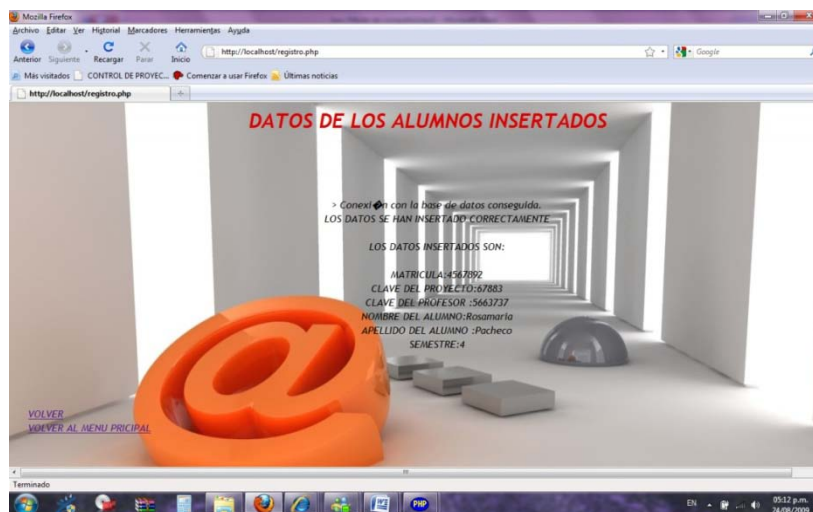 Mozilla Firefox
Archivo Editar Ver Historial Marcadores Herramientas Ayuda
Anterior Siguiente Recargar Parar Inicio
http://localhost/registro.php
Google
Más visitados CONTROL DE PROYEC... Comenzar a usar Firefox Últimas noticias
http://localhost/registro.php
DATOS DE LOS ALUMNOS INSERTADOS
> Conexi�n con la base de datos conseguida.
LOS DATOS SE HAN INSERTADO CORRECTAMENTE
LOS DATOS INSERTADOS SON:
MATRICULA:4567892
CLAVE DEL PROYECTO:67883
CLAVE DEL PROFESOR :5663737
NOMBRE DEL ALUMNO:Rosamaria
APELLIDO DEL ALUMNO :Pacheco
SEMESTRE:4
VOLVER
VOLVER AL MENU PRICIPAL
Terminado
PHP
EN
05:12 p.m.
24/08/2009